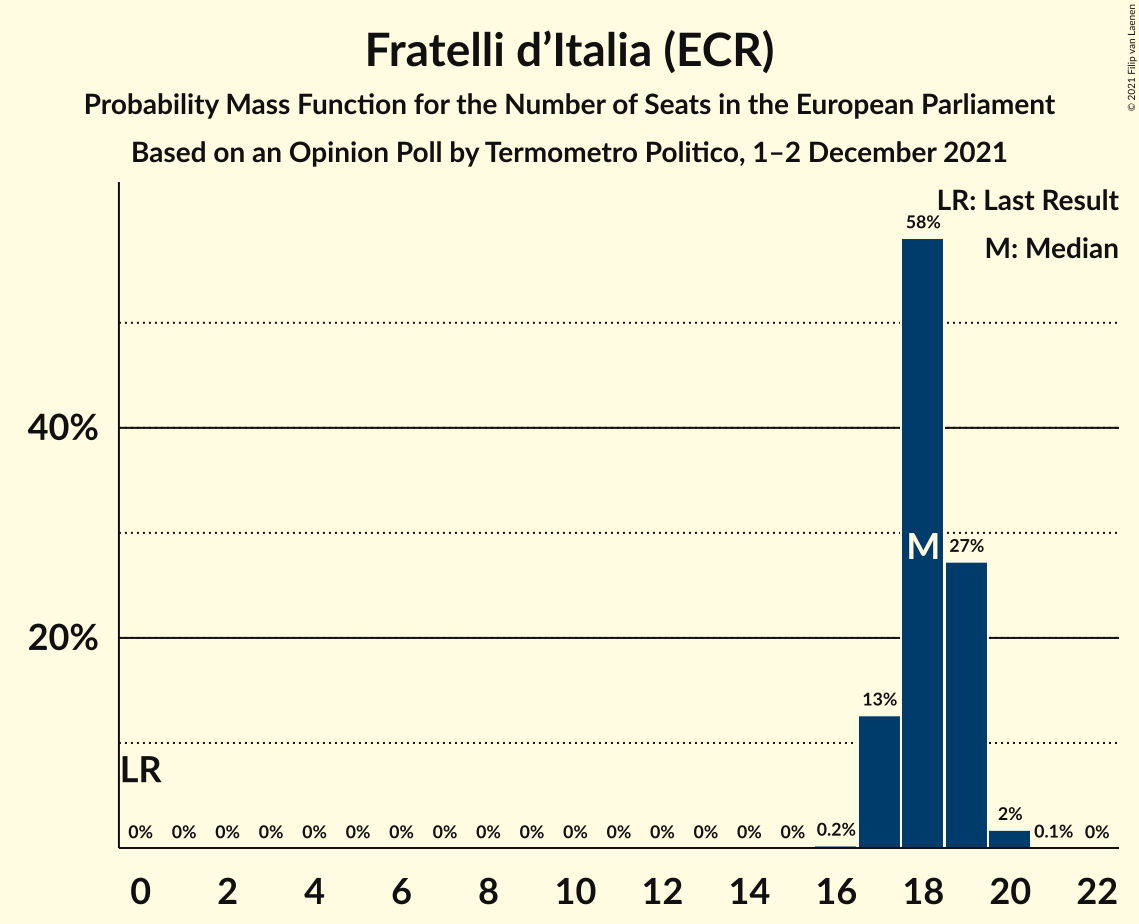 Fratelli d’Italia (ECR)
Probability Mass Function for the Number of Seats in the European Parliament
Based on an Opinion Poll by Termometro Politico, 1–2 December 2021
© 2021 Filip van Laenen
LR: Last Result
M: Median
58%
40%
M
27%
20%
13%
LR
0% 0% 0% 0% 0% 0% 0% 0% 0% 0% 0% 0% 0% 0% 0% 0% 0.2% 2% 0.1% 0%
0 2 4 6 8 10 12 14 16 18 20 22